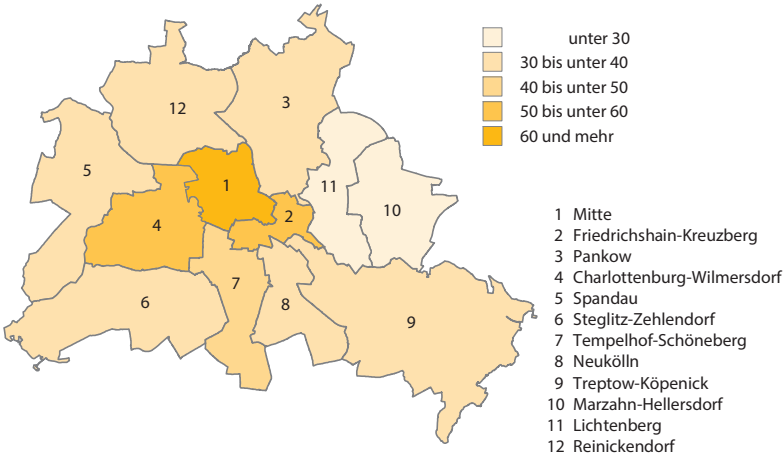 unter 30
30 bis unter 40
40 bis unter 50
50 bis unter 60
60 und mehr
12
3
5
1
11
10
4
2
7
6
8
9
1 Mitte
2 Friedrichshain-Kreuzberg
3 Pankow
4 Charlottenburg-Wilmersdorf
5 Spandau
6 Steglitz-Zehlendorf
7 Tempelhof-Schöneberg
8 Neukölln
9 Treptow-Köpenick
10 Marzahn-Hellersdorf
11 Lichtenberg
12 Reinickendorf